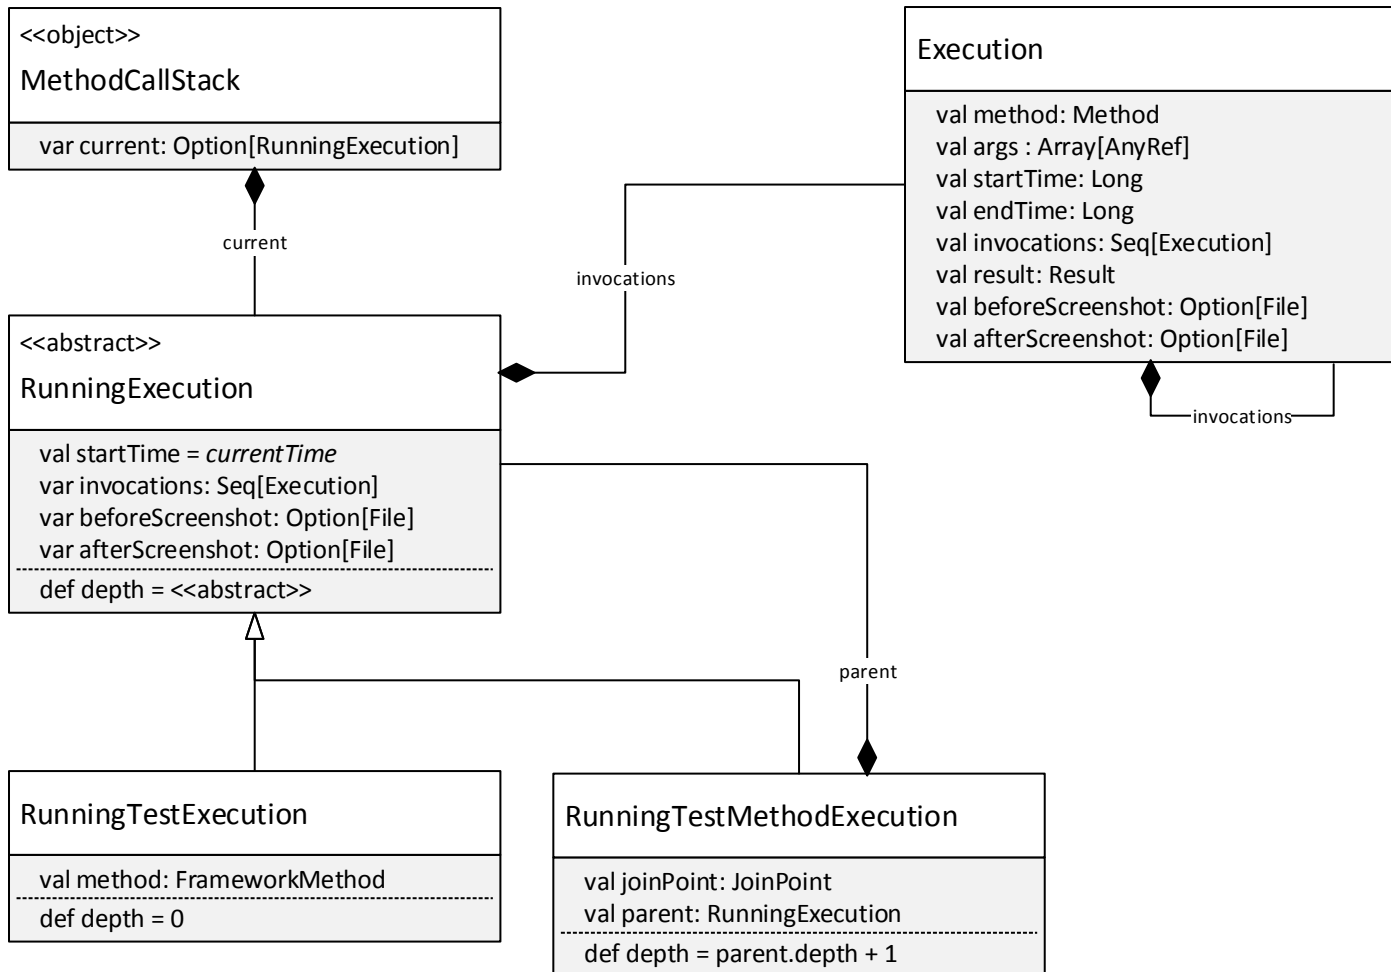 <<object>>
MethodCallStack
var current: Option[RunningExecution]
current
Execution
val method: Method
val args : Array[AnyRef]
val startTime: Long
val endTime: Long
val invocations: Seq[Execution]
val result: Result
val beforeScreenshot: Option[File]
val afterScreenshot: Option[File]
invocations
invocations
<<abstract>>
RunningExecution
val startTime = currentTime
var invocations: Seq[Execution]
var beforeScreenshot: Option[File]
var afterScreenshot: Option[File]
def depth = <<abstract>>
parent
RunningTestExecution
val method: FrameworkMethod
def depth = 0
RunningTestMethodExecution
val joinPoint: JoinPoint
val parent: RunningExecution
def depth = parent.depth + 1